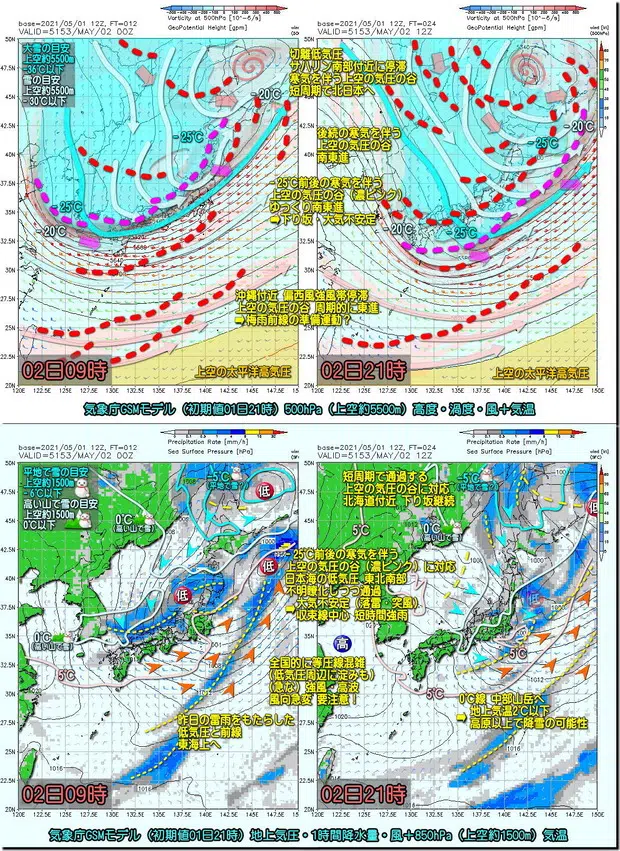 -200 -160 -120 -80 -40 0 40 80 120 160 200
Vorticity at 500hPa [10^-6/s]
base=2021/05/01 12Z, FT=012
VALID=5153/MAY/02 00Z
GeoPotential Height [gpm]
大雪の目安
上空約5500m
-36℃以下
雪の目安
上空約5500m
-30℃以下
-20℃
-25℃
-25℃
-20℃
02日09時
上空の太平洋高気圧
Vorticity at 500hPa [10^-6/s]
base=2021/05/01 12Z, FT=024
VALID=5153/MAY/02 12Z
GeoPotential Height [gpm]
切離低気圧
サハリン南部付近に停滞
寒気を伴う上空の気圧の谷
短周期で北日本へ
後続の寒気を伴う
上空の気圧の谷
南東進
-25℃前後の寒気を伴う
上空の気圧の谷（濃ピンク）
ゆっくり南東進
➡下り坂・大気不安定
沖縄付近 偏西風強風帯停滞
上空の気圧の谷 周期的に東進
➡梅雨前線の準備運動？
-25℃
-20℃
-25℃
-20℃
02日21時
上空の太平洋高気圧
気象庁GSMモデル（初期値01日21時）500hPa（上空約5500m）高度・渦度・風＋気温
Precipitation Rate [mm/h]
base=2021/05/01 12Z, FT=012
VALID=5153/MAY/02 00Z
Sea Surface Pressure [hPa]
平地で雪の目安
上空約1500m
-6℃以下
高い山で雪の目安
上空約1500m
0℃以下
0℃
(高い山で雪)
-5℃
(平地で雪?)
低
低
低
0℃
(高い山で雪)
5℃
昨日の雷雨をもたらした
低気圧と前線
東海上へ
02日09時
Precipitation Rate [mm/h]
base=2021/05/01 12Z, FT=024
VALID=5153/MAY/02 12Z
Sea Surface Pressure [hPa]
短周期で通過する
上空の気圧の谷に対応
北海道付近 下り坂継続
-5℃
(平地で雪?)
0℃
(高い山で雪)
5℃
低
低
-25℃前後の寒気を伴う
上空の気圧の谷（濃ピンク）に対応
日本海の低気圧 東北南部
不明瞭化しつつ通過
➡大気不安定（落雷・突風）
➡収束線中心 短時間強雨
高
全国的に等圧線混雑
（低気圧周辺に淀みも）
（急な）強風・高波
風向急変 要注意！
5℃
5℃
0℃線 中部山岳へ
地上気温2℃以下
➡高原以上で降雪の可能性
02日21時
気象庁GSMモデル（初期値01日21時）地上気圧・1時間降水量・風＋850hPa（上空約1500m）気温